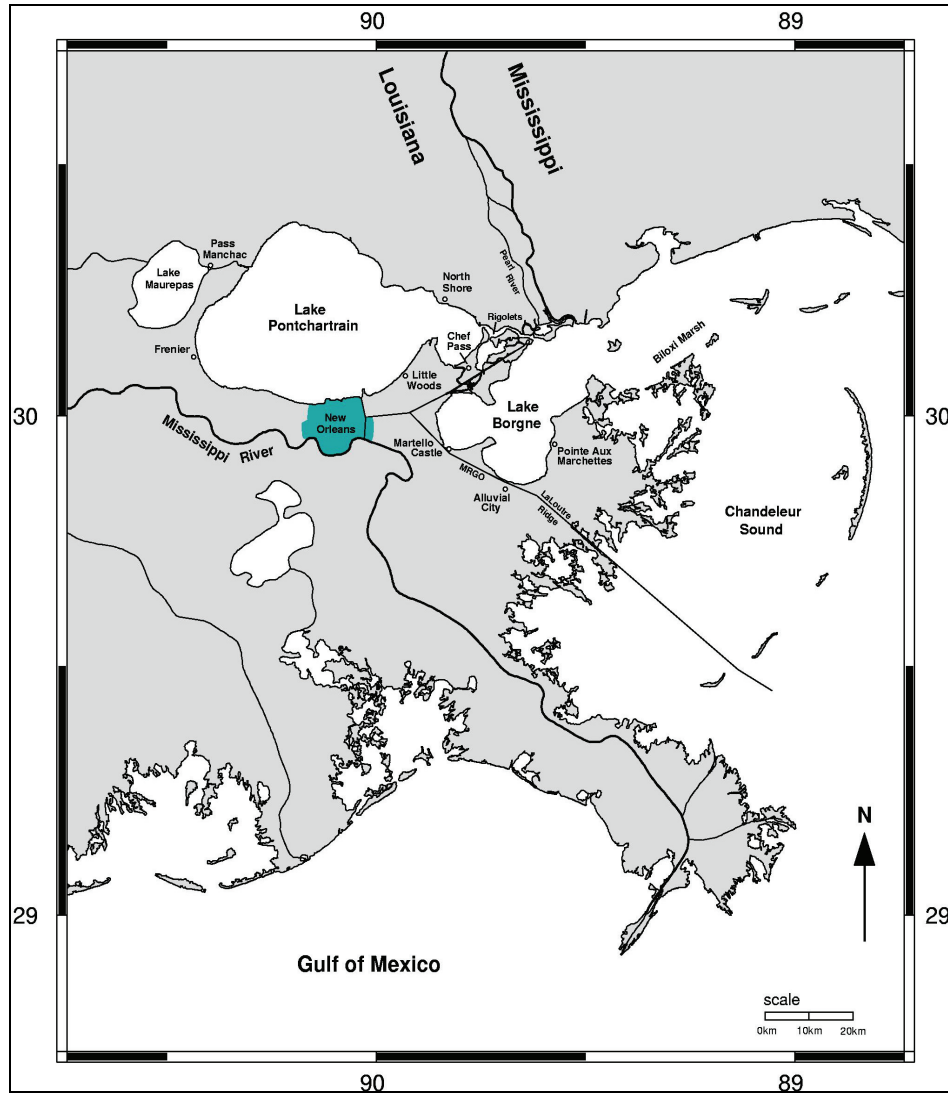 90
89
Louisiana
Mississippi
Pass
Manchac
Lake
Maurepas
Lake
Pontchartrain
North
Shore
Pearl River
Rigolets
Chef
Pass
Biloxi Marsh
Frenier
Little
Woods
30
30
New
Orleans
Lake
Borgne
Mississippi River
Martello
Castle
Pointe Aux
Marchettes
MRGO
Alluvial
City
LaLoutre
Ridge
Chandeleur
Sound
N
29
29
Gulf of Mexico
scale
0km 10km 20km
90
89